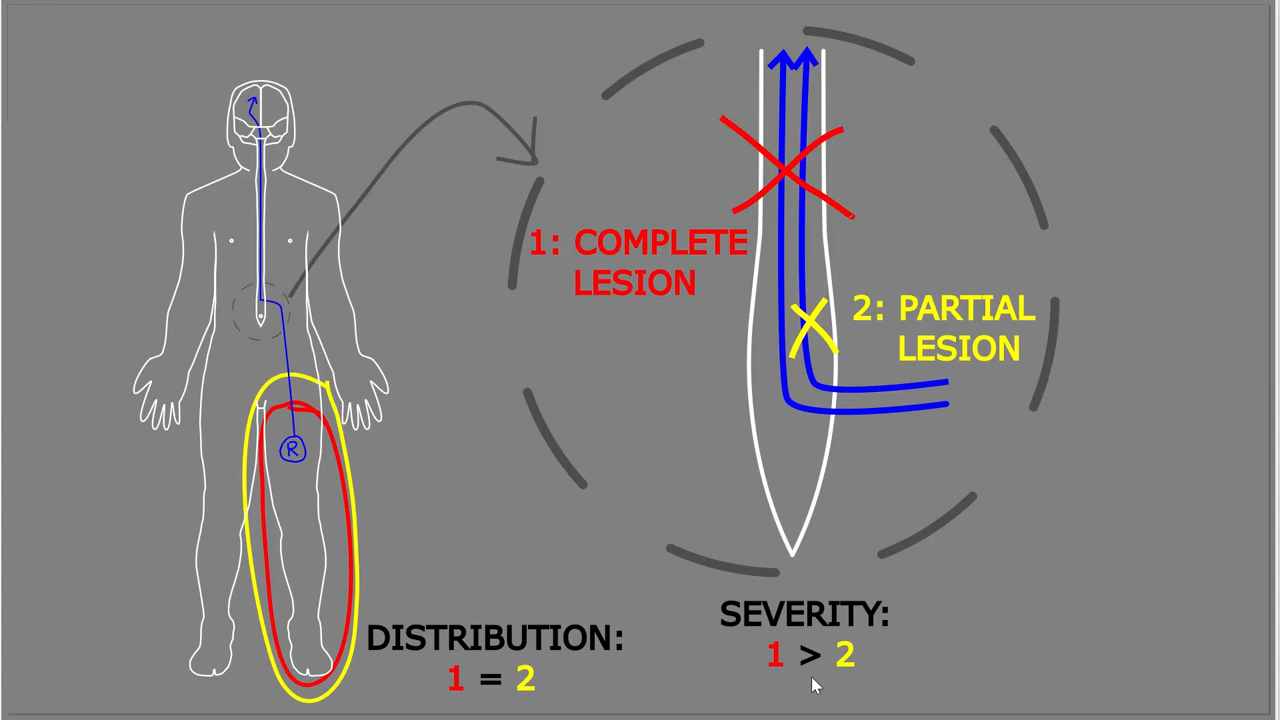 1: COMPLETE
LESION
2: PARTIAL
LESION
R
SEVERITY:
1 > 2
DISTRIBUTION:
1 = 2